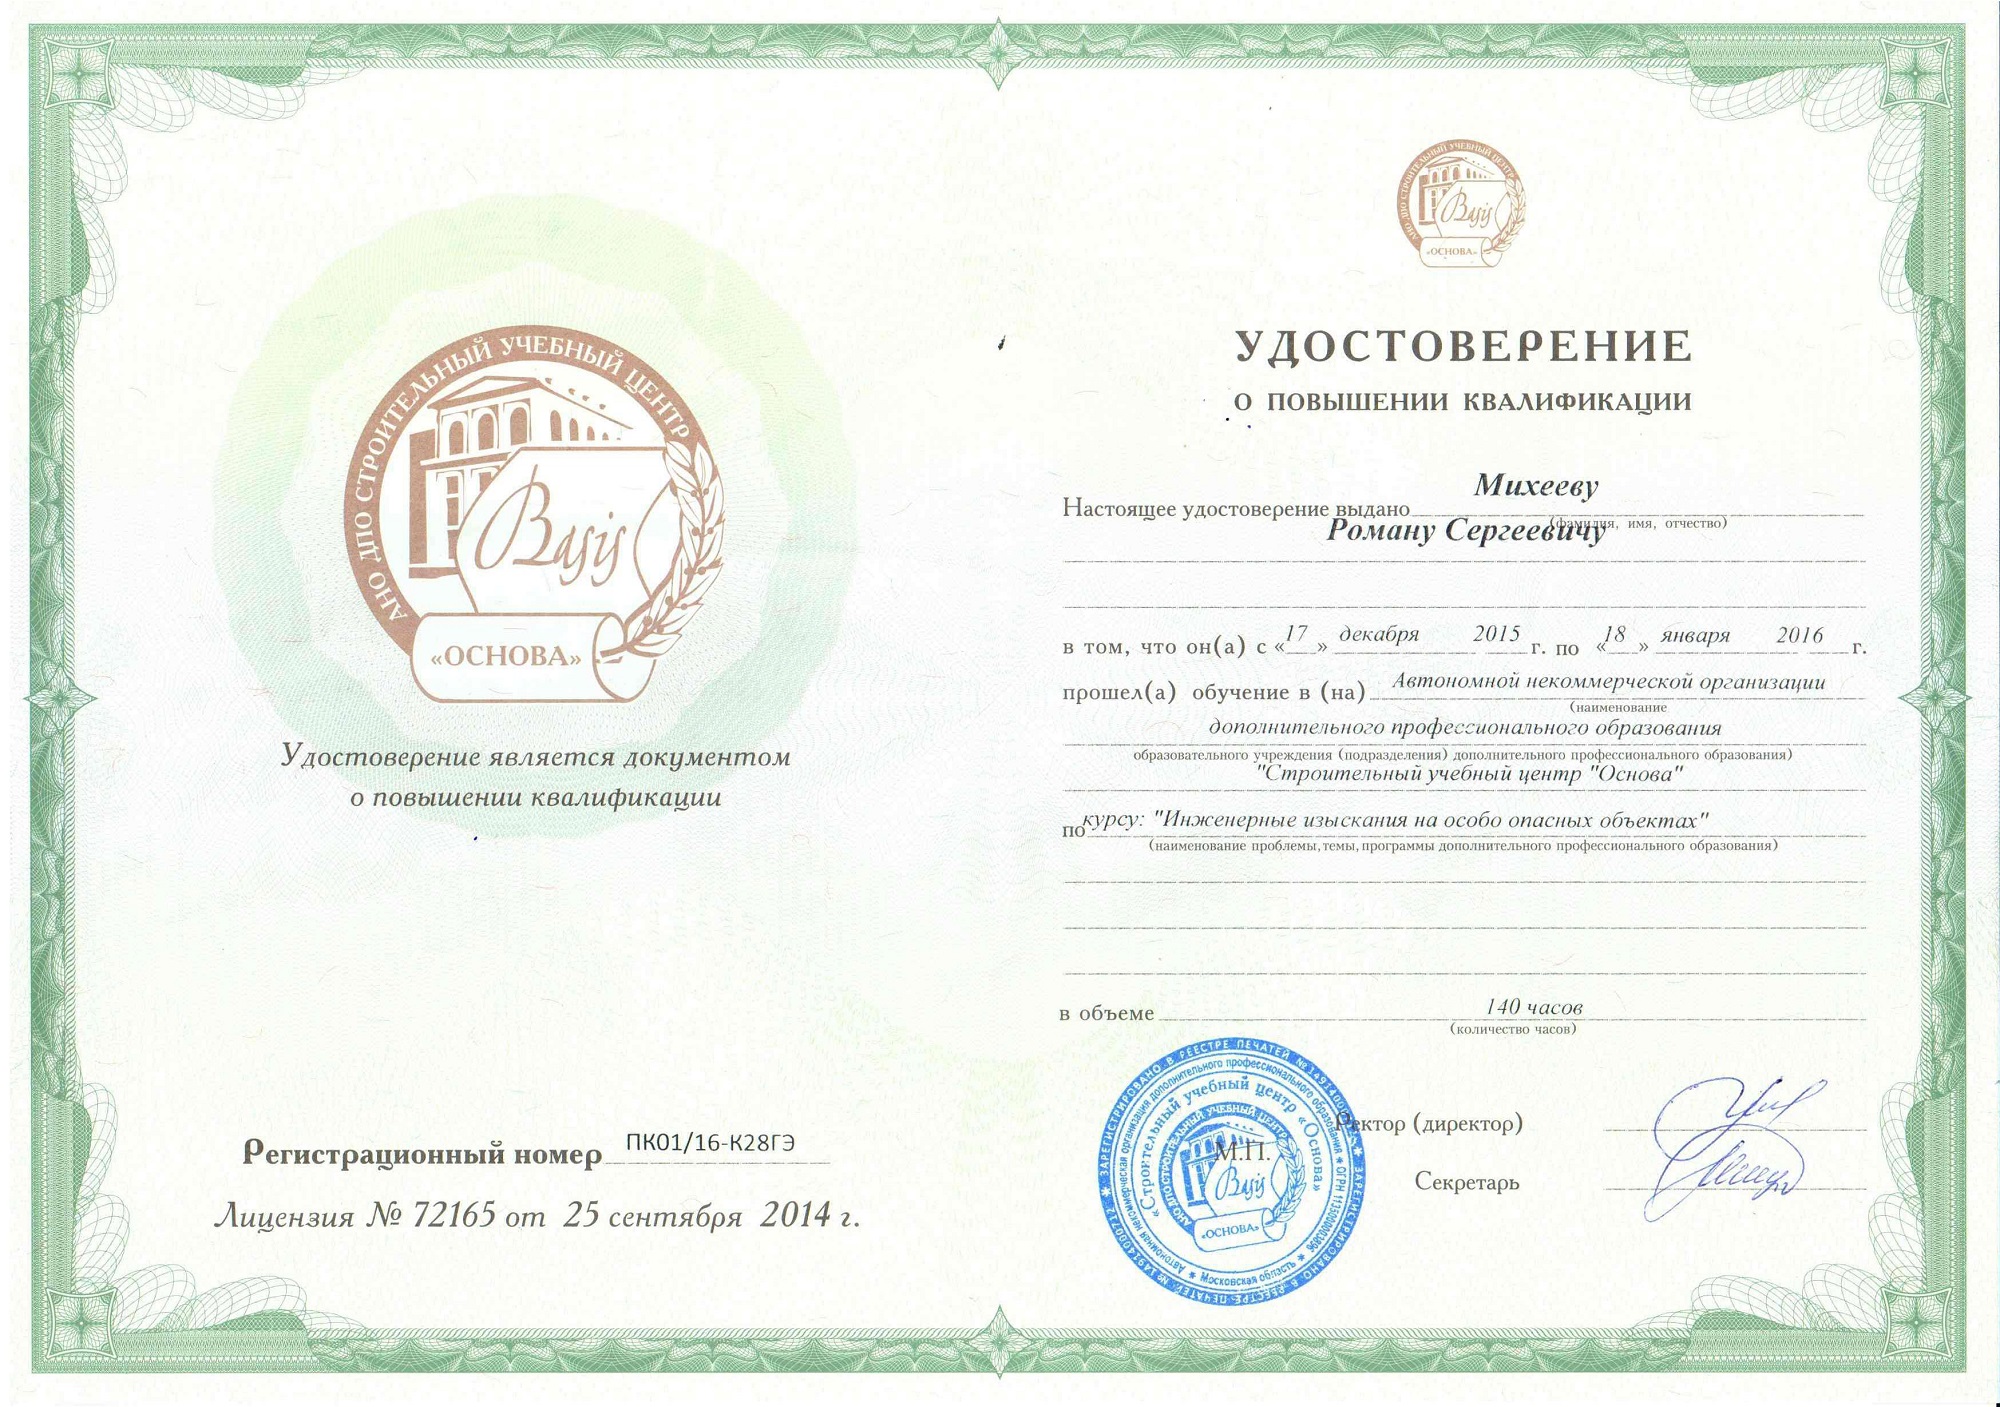 АНО ДПО СТРОИТЕЛЬНЫЙ УЧЕБНЫЙ ЦЕНТР
Basis
«ОСНОВА»
Удостоверение является документом
о повышении квалификации
Регистрационный номер ПК01/16-К28ГЭ
Лицензия № 72165 от 25 сентября 2014 г.
АНО ДПО СТРОИТЕЛЬНЫЙ УЧЕБНЫЙ ЦЕНТР
Basis
«ОСНОВА»
УДОСТОВЕРЕНИЕ
О ПОВЫШЕНИИ КВАЛИФИКАЦИИ
Михееву
Настоящее удостоверение выдано
(фамилия, имя, отчество)
Роману Сергеевичу
в том, что он(а) с «17» декабря 2015 г. по «18» января 2016 г.
прошел(а) обучение в (на) Автономной некоммерческой организации
(наименование
дополнительного профессионального образования
образовательного учреждения (подразделения) дополнительного профессионального образования)
"Строительный учебный центр "Основа"
по курсу: "Инженерные изыскания на особо опасных объектах"
(наименование проблемы, темы, программы дополнительного профессионального образования)
в объеме 140 часов
(количество часов)
ЗАРЕГИСТРИРОВАНО В РЕЕСТРЕ ПЕЧАТЕЙ
Автономная некоммерческая организация дополнительного профессионального образования
«Строительный учебный центр «Основа»
Московская область
АНО ДПО СТРОИТЕЛЬНЫЙ УЧЕБНЫЙ ЦЕНТР
Basis
«ОСНОВА»
М.П.
Ректор (директор)
Секретарь